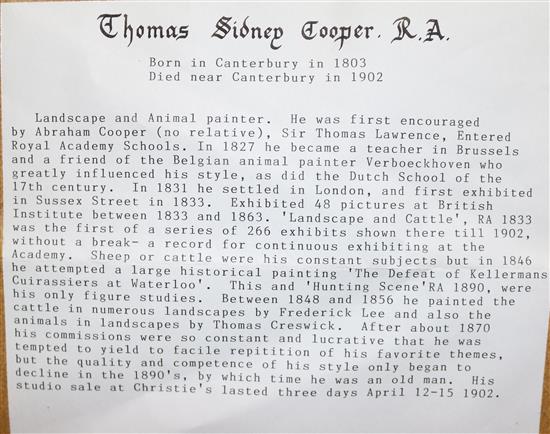 Thomas Sidney Cooper. R.A.
Born in Canterbury in 1803
Died near Canterbury in 1902
Landscape and Animal painter. He was first encouraged
by Abraham Cooper (no relative), Sir Thomas Lawrence, Entered
Royal Academy Schools. In 1827 he became a teacher in Brussels
and a friend of the Belgian animal painter Verboeckhoven who
greatly influenced his style, as did the Dutch School of the
17th century. In 1831 he settled in London, and first exhibited
in Sussex Street in 1833. Exhibited 48 pictures at British
Institute between 1833 and 1863. 'Landscape and Cattle', RA 1833
was the first of a series of 266 exhibits shown there till 1902,
without a break- a record for continuous exhibiting at the
Academy. Sheep or cattle were his constant subjects but in 1846
he attempted a large historical painting 'The Defeat of Kellermans
Cuirassiers at Waterloo'. This and 'Hunting Scene'RA 1890, were
his only figure studies. Between 1848 and 1856 he painted the
cattle in numerous landscapes by Frederick Lee and also the
animals in landscapes by Thomas Creswick. After about 1870
his commissions were so constant and lucrative that he was
tempted to yield to facile repitition of his favorite themes,
but the quality and competence of his style only began to
decline in the 1890's, by which time he was an old man. His
studio sale at Christie's lasted three days April 12-15 1902.